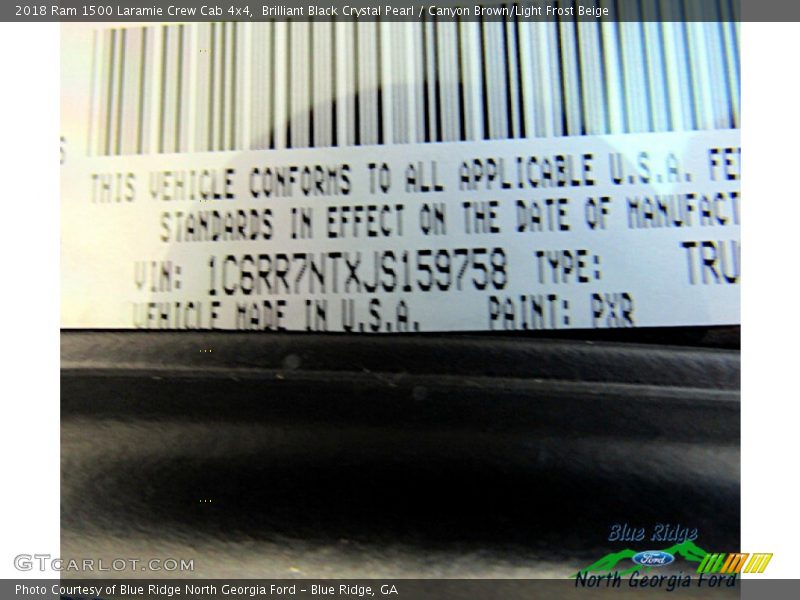 2018 Ram 1500 Laramie Crew Cab 4x4, Brilliant Black Crystal Pearl / Canyon Brown/Light Frost Beige
THIS VEHICLE CONFORMS TO ALL APPLICABLE U.S.A. FE
STANDARDS IN EFFECT ON THE DATE OF MANUFACT
VIN: 1C6RR7NTXJS159758 TYPE: TRU
VEHICLE MADE IN U.S.A. PAINT: PXR
Blue Ridge
Ford
North Georgia Ford
GTCARLOT.COM
Photo Courtesy of Blue Ridge North Georgia Ford – Blue Ridge, GA